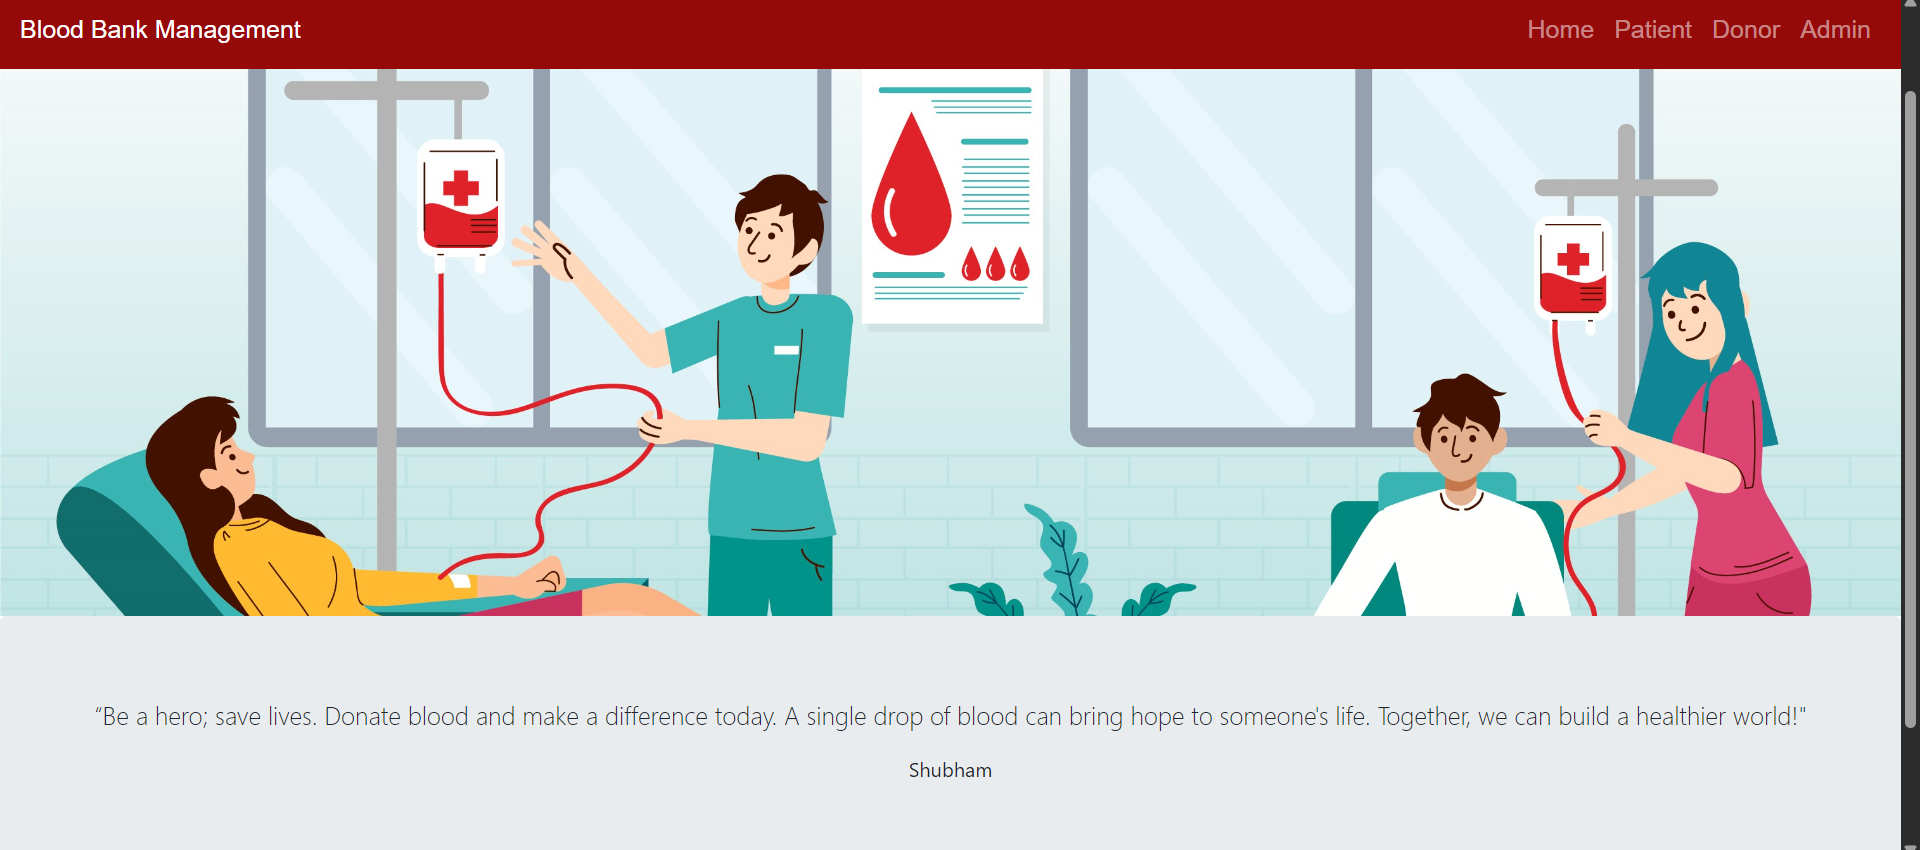 Blood Bank Management
Home Patient Donor Admin
“Be a hero; save lives. Donate blood and make a difference today. A single drop of blood can bring hope to someone's life. Together, we can build a healthier world!"
Shubham